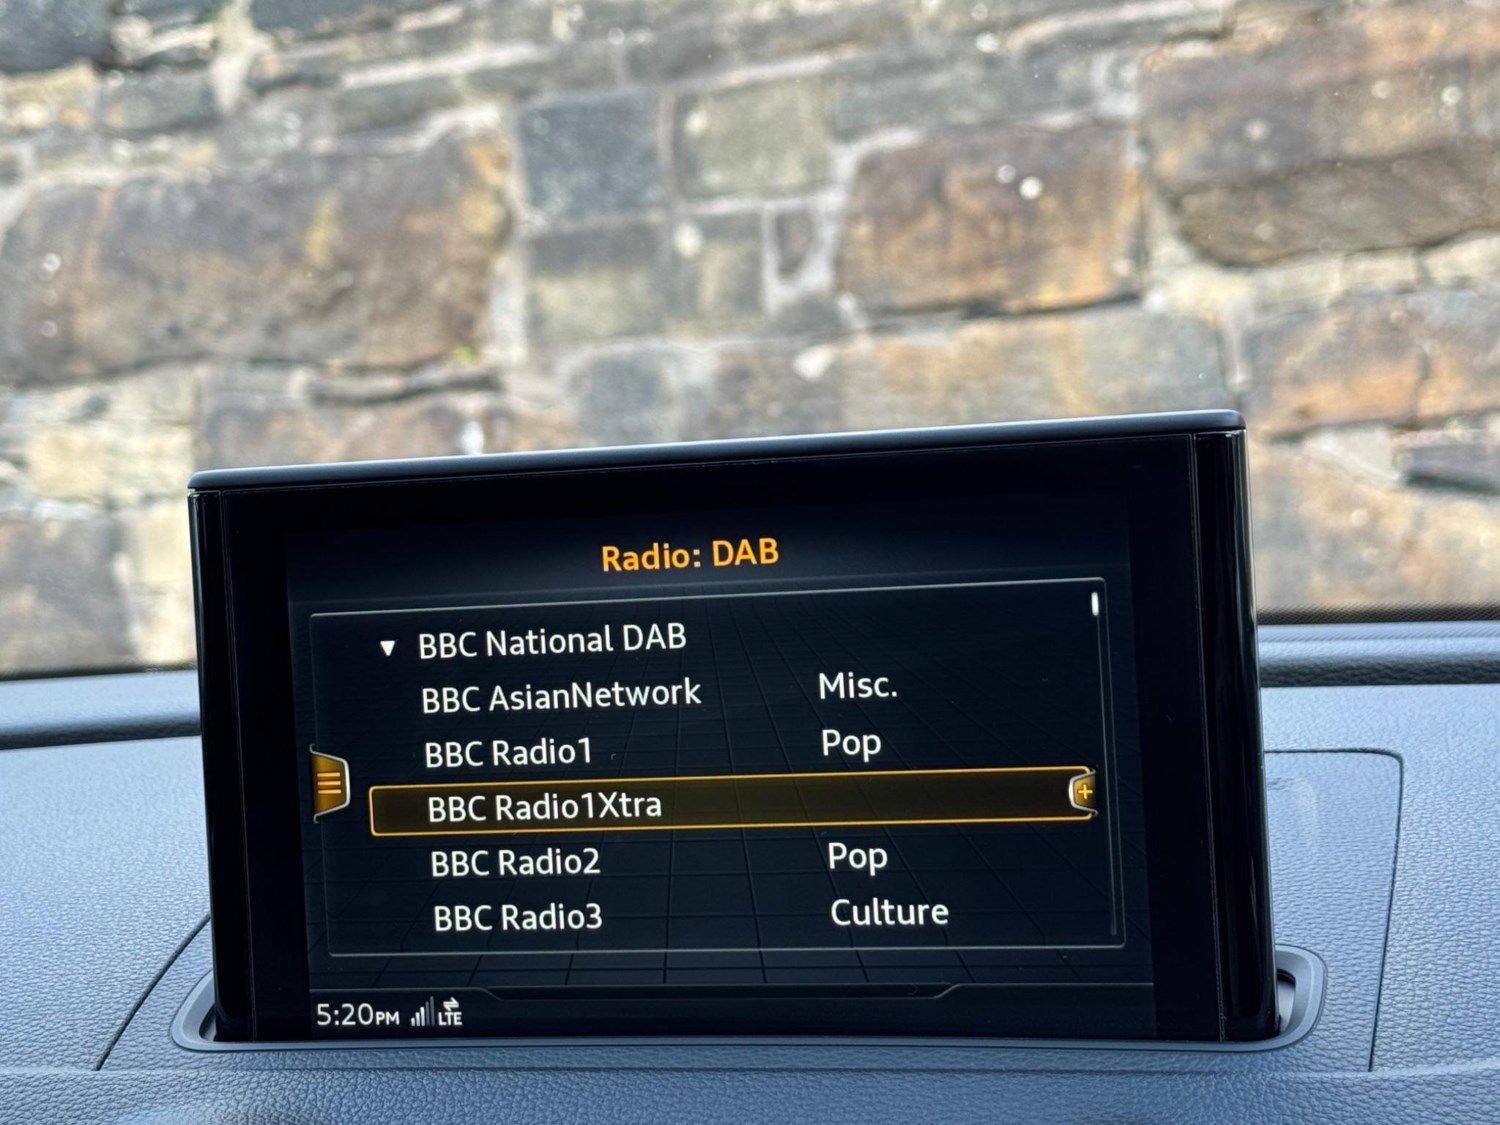 Radio: DAB
▼ BBC National DAB
BBC AsianNetwork Misc.
BBC Radio1 Pop
BBC Radio1Xtra +
BBC Radio2 Pop
BBC Radio3 Culture
5:20PM LTE